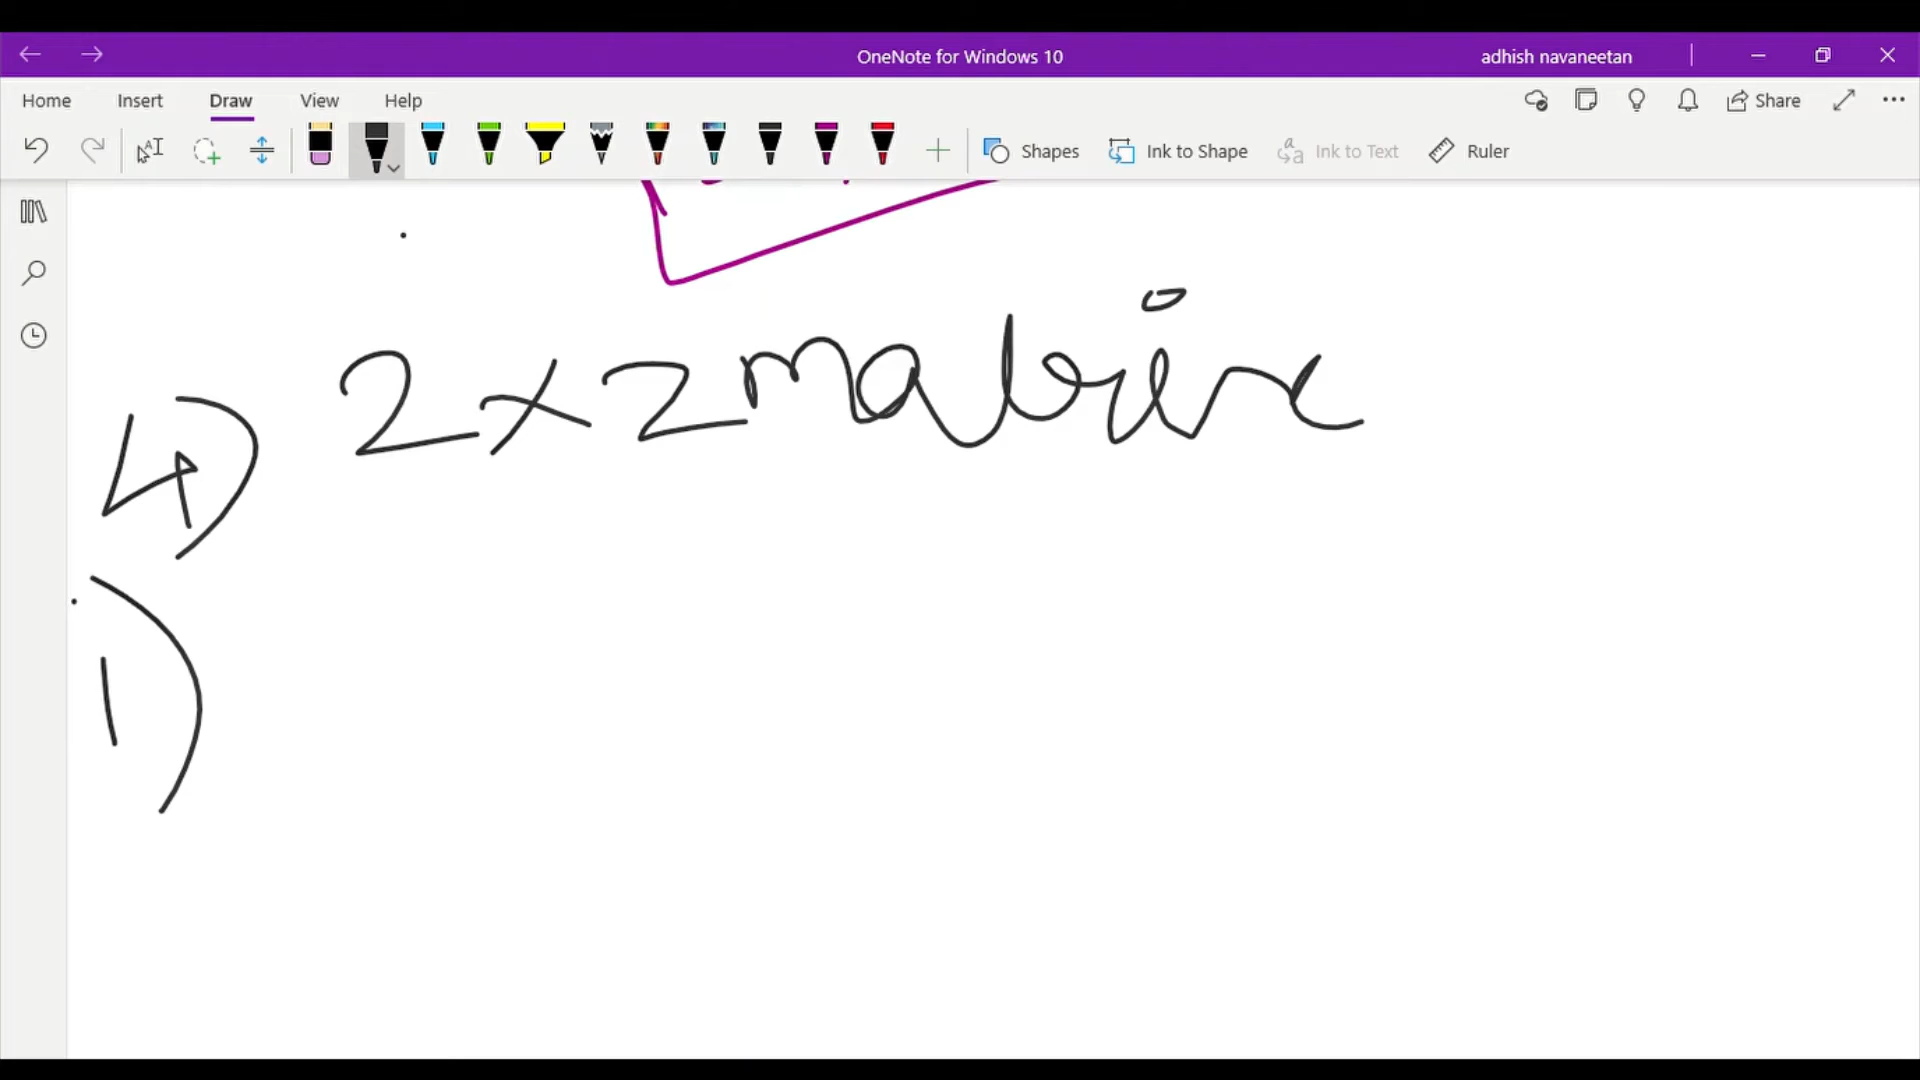 OneNote for Windows 10 adhish navaneetan
Home Insert Draw View Help Share
Shapes Ink to Shape Ink to Text Ruler
4) 2x2 matrix
1)